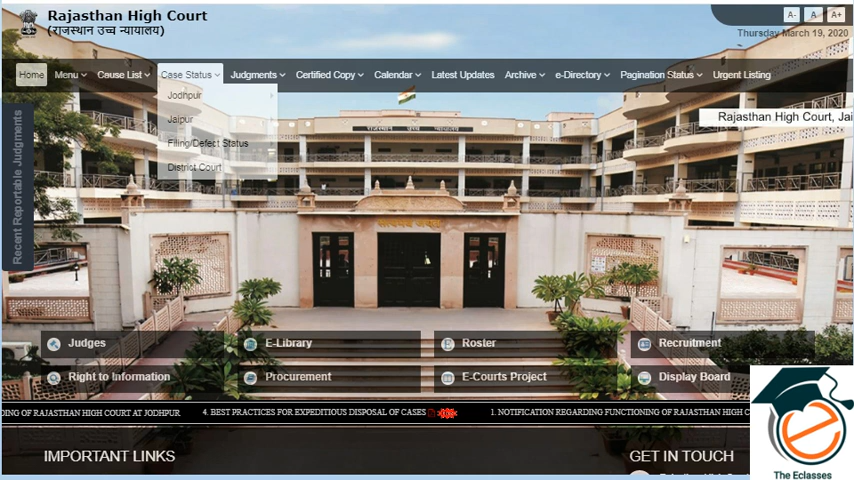 Rajasthan High Court
(राजस्थान उच्च न्यायालय)
A- A A+
Thursday March 19, 2020
Home Menu Cause List Case Status Judgments Certified Copy Calendar Latest Updates Archive e-Directory Pagination Status Urgent Listing
Jodhpur
Jaipur
Filing/Defect Status
District Court
Rajasthan High Court, Jai
Recent Reportable Judgments
राजस्थान उच्च न्यायालय
Judges E-Library Roster Recruitment
Right to Information Procurement E-Courts Project Display Board
DING OF RAJASTHAN HIGH COURT AT JODHPUR 4. BEST PRACTICES FOR EXPEDITIOUS DISPOSAL OF CASES 1. NOTIFICATION REGARDING FUNCTIONING OF RAJASTHAN HIGH C
IMPORTANT LINKS GET IN TOUCH
The Eclasses